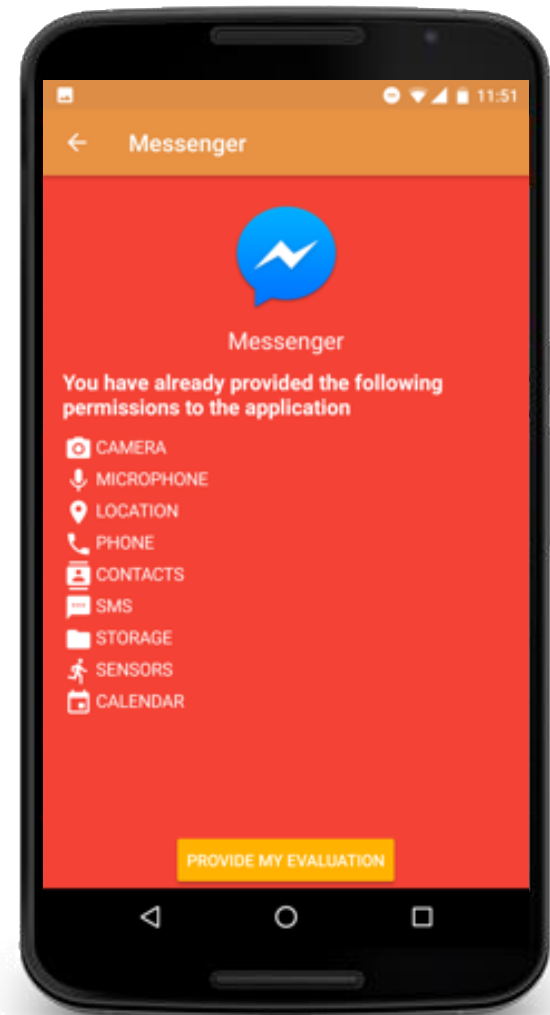 11:51
Messenger
Messenger
You have already provided the following
permissions to the application
CAMERA
MICROPHONE
LOCATION
PHONE
CONTACTS
SMS
STORAGE
SENSORS
CALENDAR
PROVIDE MY EVALUATION